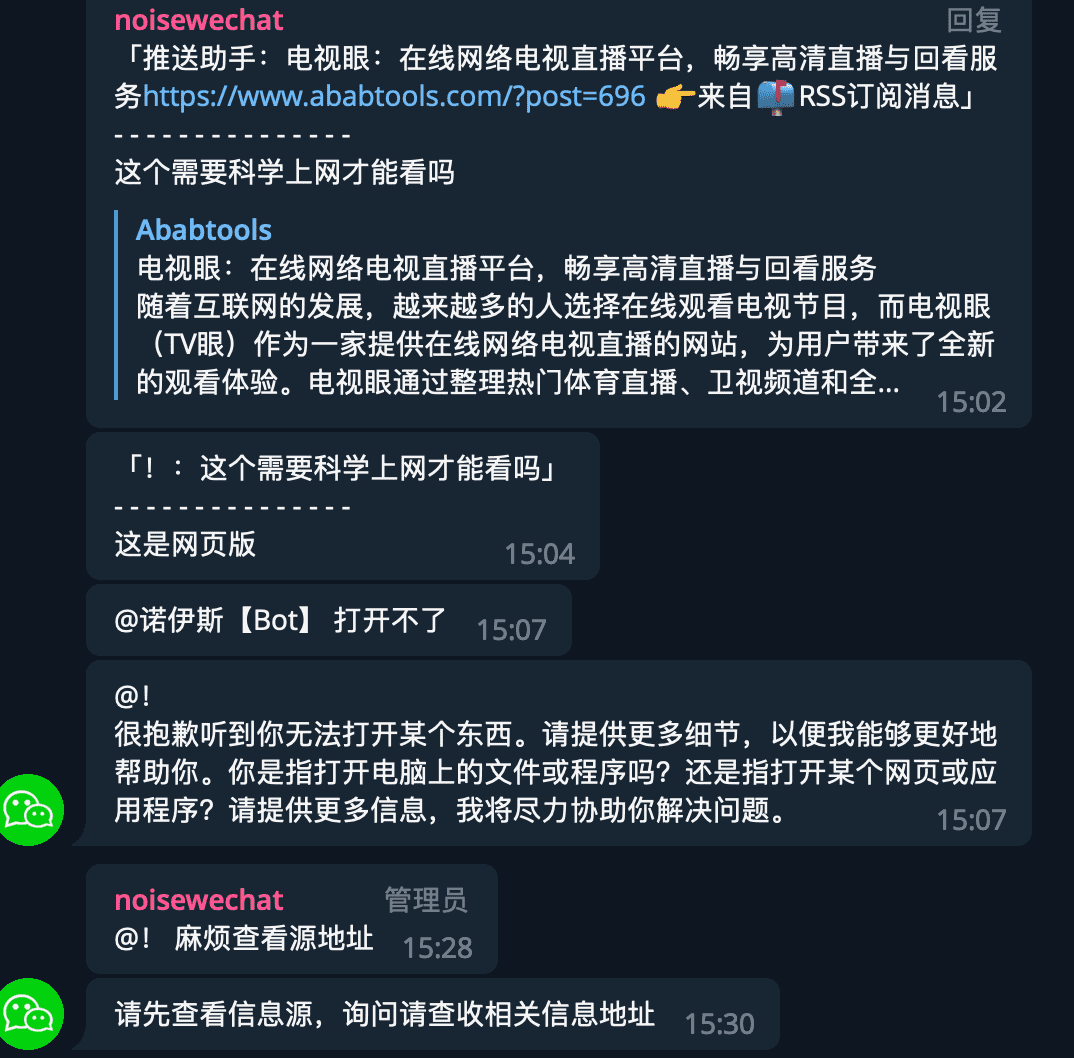 noisewechat 回复
「推送助手：电视眼：在线网络电视直播平台，畅享高清直播与回看服
务https://www.ababtools.com/?post=696 👉来自📫RSS订阅消息」
- - - - - - - - - - - - - - -
这个需要科学上网才能看吗
Ababtools
电视眼：在线网络电视直播平台，畅享高清直播与回看服务
随着互联网的发展，越来越多的人选择在线观看电视节目，而电视眼
（TV眼）作为一家提供在线网络电视直播的网站，为用户带来了全新
的观看体验。电视眼通过整理热门体育直播、卫视频道和全...
15:02
「！：这个需要科学上网才能看吗」
- - - - - - - - - - - - - - -
这是网页版 15:04
@诺伊斯【Bot】 打开不了 15:07
@！
很抱歉听到你无法打开某个东西。请提供更多细节，以便我能够更好地
帮助你。你是指打开电脑上的文件或程序吗？还是指打开某个网页或应
用程序？请提供更多信息，我将尽力协助你解决问题。 15:07
noisewechat 管理员
@！ 麻烦查看源地址 15:28
请先查看信息源，询问请查收相关信息地址 15:30